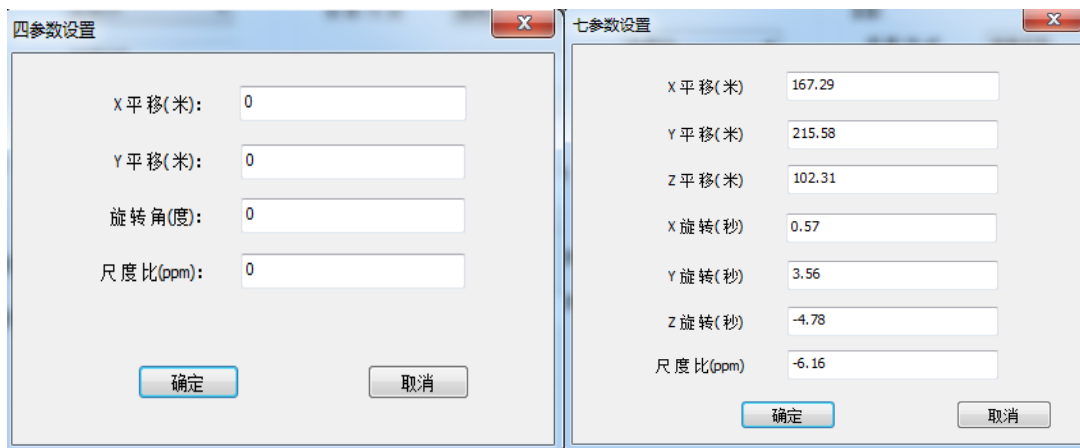 四参数设置
X平移(米): 0
Y平移(米): 0
旋转角(度): 0
尺度比(ppm): 0
确定 取消
七参数设置
X平移(米) 167.29
Y平移(米) 215.58
Z平移(米) 102.31
X旋转(秒) 0.57
Y旋转(秒) 3.56
Z旋转(秒) -4.78
尺度比(ppm) -6.16
确定 取消